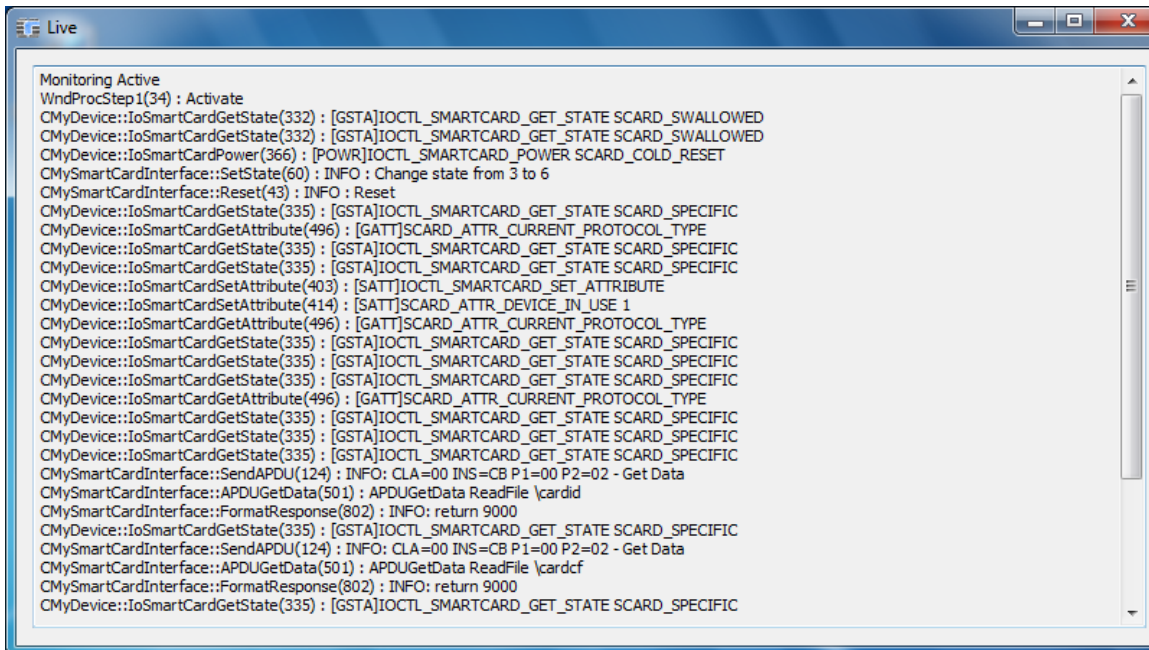 Live
Monitoring Active
WndProcStep1(34) : Activate
CMyDevice::IoSmartCardGetState(332) : [GSTA]IOCTL_SMARTCARD_GET_STATE SCARD_SWALLOWED
CMyDevice::IoSmartCardGetState(332) : [GSTA]IOCTL_SMARTCARD_GET_STATE SCARD_SWALLOWED
CMyDevice::IoSmartCardPower(366) : [POWR]IOCTL_SMARTCARD_POWER SCARD_COLD_RESET
CMySmartCardInterface::SetState(60) : INFO : Change state from 3 to 6
CMySmartCardInterface::Reset(43) : INFO : Reset
CMyDevice::IoSmartCardGetState(335) : [GSTA]IOCTL_SMARTCARD_GET_STATE SCARD_SPECIFIC
CMyDevice::IoSmartCardGetAttribute(496) : [GATT]SCARD_ATTR_CURRENT_PROTOCOL_TYPE
CMyDevice::IoSmartCardGetState(335) : [GSTA]IOCTL_SMARTCARD_GET_STATE SCARD_SPECIFIC
CMyDevice::IoSmartCardGetState(335) : [GSTA]IOCTL_SMARTCARD_GET_STATE SCARD_SPECIFIC
CMyDevice::IoSmartCardSetAttribute(403) : [SATT]IOCTL_SMARTCARD_SET_ATTRIBUTE
CMyDevice::IoSmartCardSetAttribute(414) : [SATT]SCARD_ATTR_DEVICE_IN_USE 1
CMyDevice::IoSmartCardGetAttribute(496) : [GATT]SCARD_ATTR_CURRENT_PROTOCOL_TYPE
CMyDevice::IoSmartCardGetState(335) : [GSTA]IOCTL_SMARTCARD_GET_STATE SCARD_SPECIFIC
CMyDevice::IoSmartCardGetState(335) : [GSTA]IOCTL_SMARTCARD_GET_STATE SCARD_SPECIFIC
CMyDevice::IoSmartCardGetState(335) : [GSTA]IOCTL_SMARTCARD_GET_STATE SCARD_SPECIFIC
CMyDevice::IoSmartCardGetAttribute(496) : [GATT]SCARD_ATTR_CURRENT_PROTOCOL_TYPE
CMyDevice::IoSmartCardGetState(335) : [GSTA]IOCTL_SMARTCARD_GET_STATE SCARD_SPECIFIC
CMyDevice::IoSmartCardGetState(335) : [GSTA]IOCTL_SMARTCARD_GET_STATE SCARD_SPECIFIC
CMyDevice::IoSmartCardGetState(335) : [GSTA]IOCTL_SMARTCARD_GET_STATE SCARD_SPECIFIC
CMySmartCardInterface::SendAPDU(124) : INFO: CLA=00 INS=CB P1=00 P2=02 - Get Data
CMySmartCardInterface::APDUGetData(501) : APDUGetData ReadFile \cardid
CMySmartCardInterface::FormatResponse(802) : INFO: return 9000
CMyDevice::IoSmartCardGetState(335) : [GSTA]IOCTL_SMARTCARD_GET_STATE SCARD_SPECIFIC
CMySmartCardInterface::SendAPDU(124) : INFO: CLA=00 INS=CB P1=00 P2=02 - Get Data
CMySmartCardInterface::APDUGetData(501) : APDUGetData ReadFile \cardcf
CMySmartCardInterface::FormatResponse(802) : INFO: return 9000
CMyDevice::IoSmartCardGetState(335) : [GSTA]IOCTL_SMARTCARD_GET_STATE SCARD_SPECIFIC